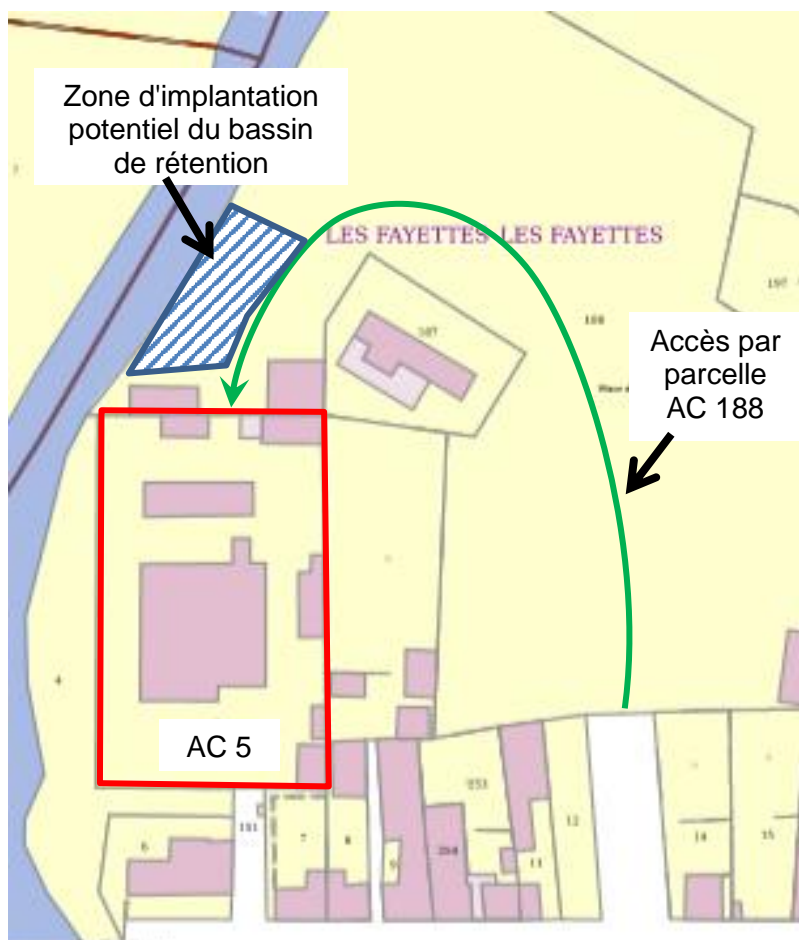 Zone d'implantation
potentiel du bassin
de rétention
LES FAYETTES LES FAYETTES
197
187
188
Accès par
parcelle
AC 188
4
AC 5
151
6
7
8
9
253
11
12
14
15